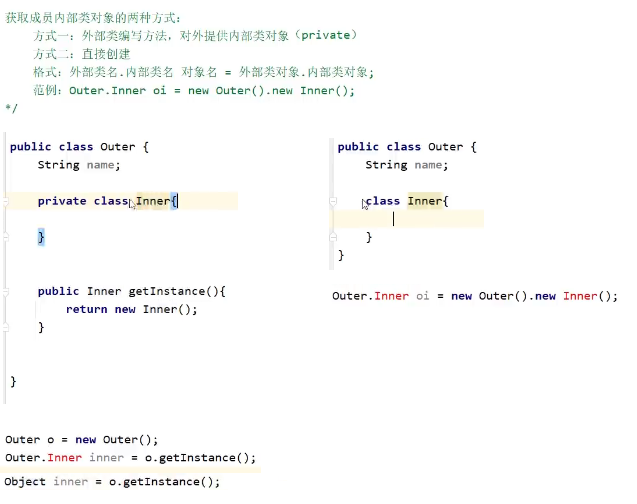 获取成员内部类对象的两种方式:
方式一: 外部类编写方法, 对外提供内部类对象(private)
方式二: 直接创建
格式: 外部类名.内部类名 对象名 = 外部类对象.内部类对象;
范例: Outer.Inner oi = new Outer().new Inner();
*/
public class Outer {
String name;
private class Inner{
}
public Inner getInstance(){
return new Inner();
}
}
public class Outer {
String name;
class Inner{
}
}
Outer.Inner oi = new Outer().new Inner();
Outer o = new Outer();
Outer.Inner inner = o.getInstance();
Object inner = o.getInstance();